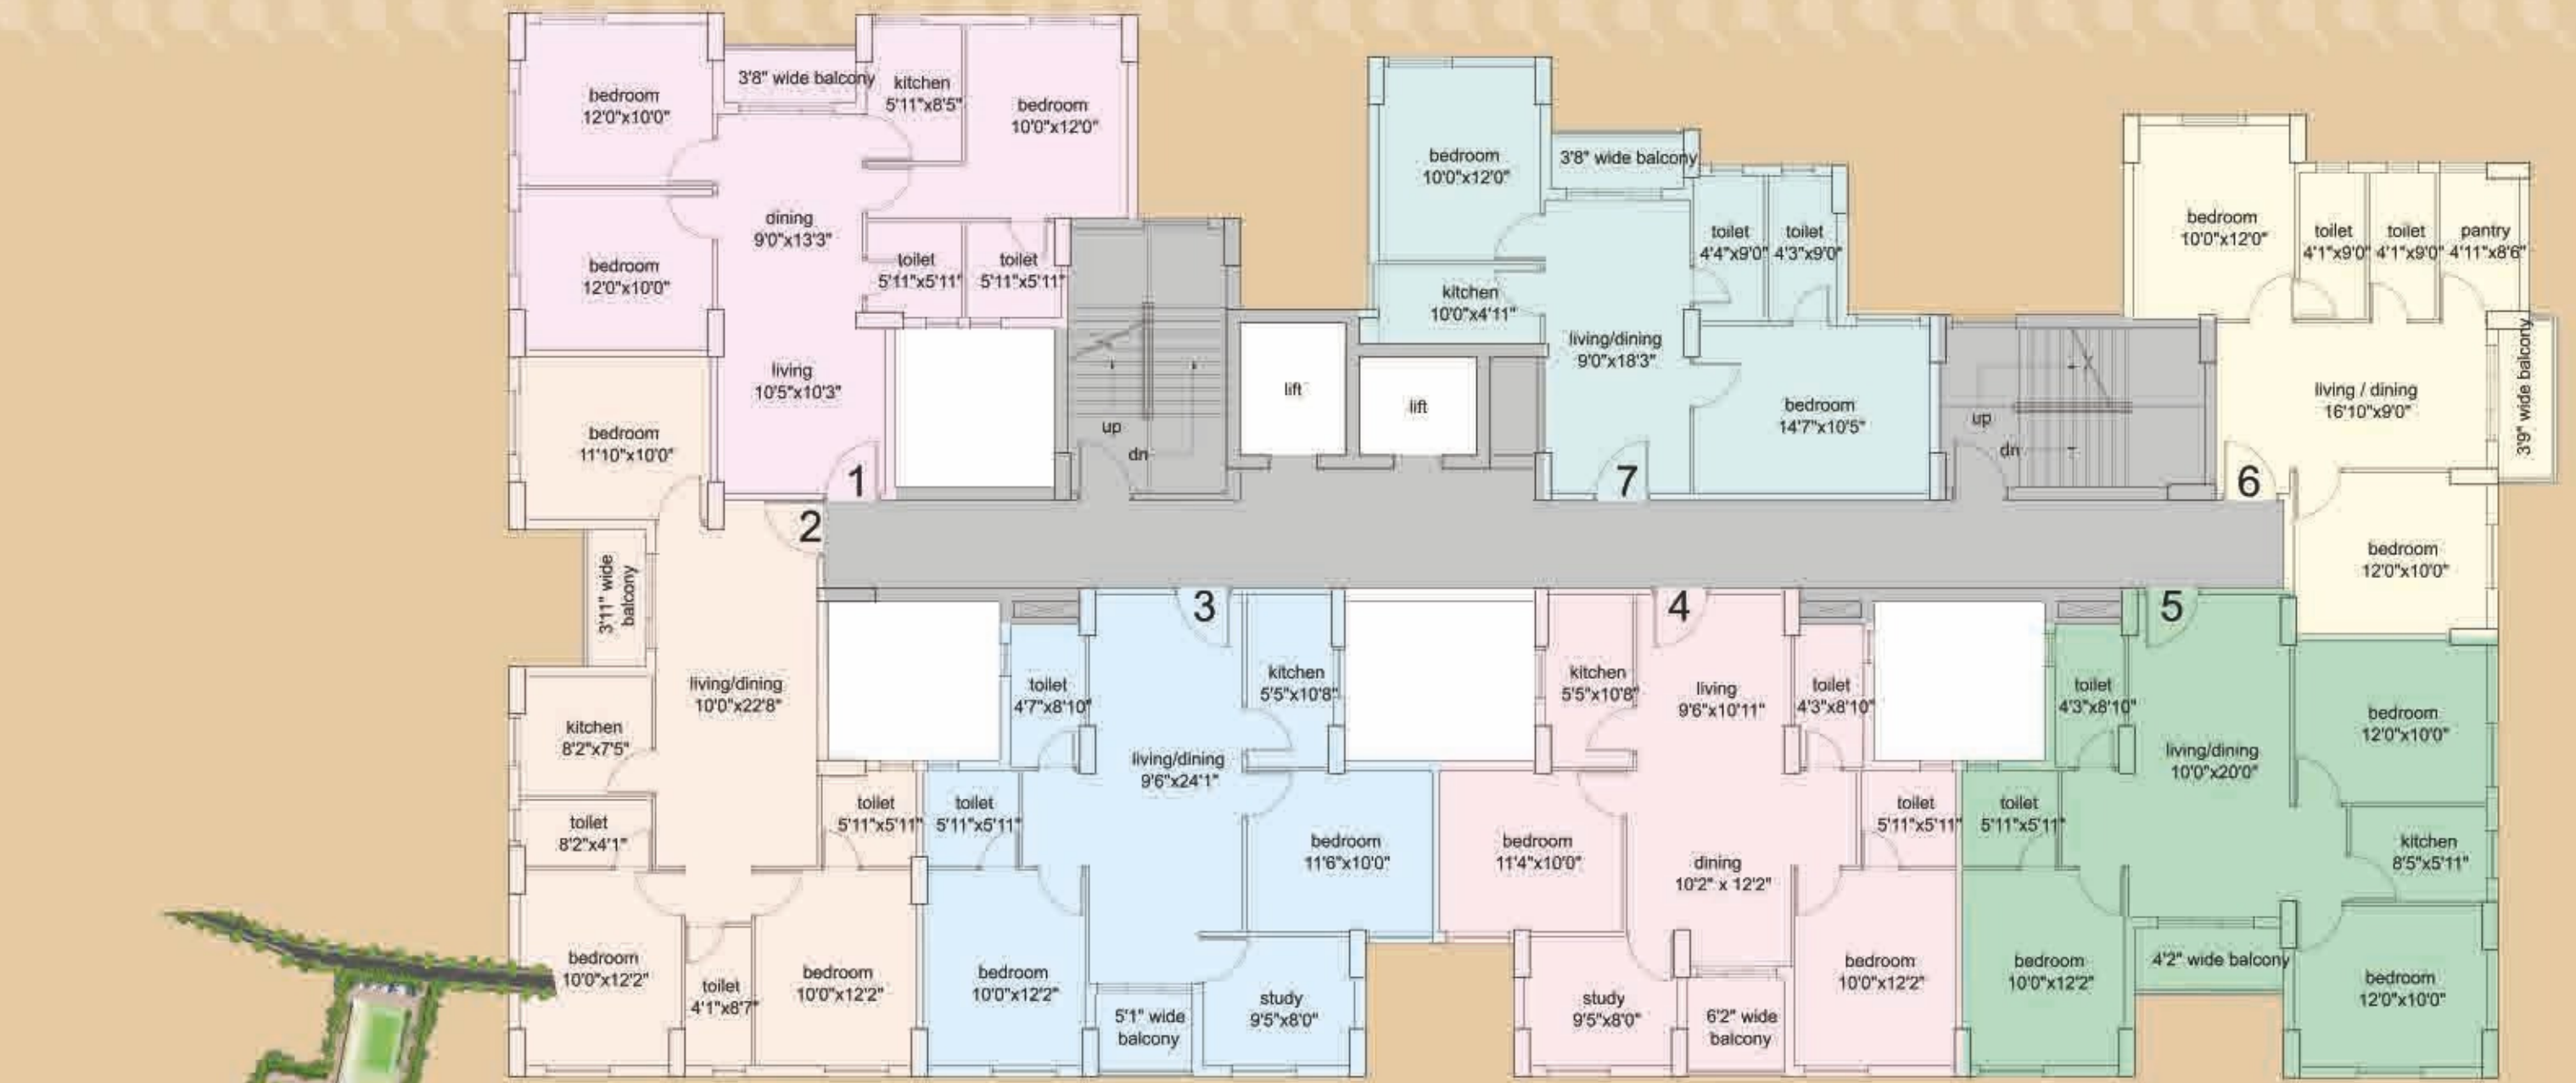 bedroom
12'0"x10'0"
3'8" wide balcony
kitchen
5'11"x8'5"
bedroom
10'0"x12'0"
dining
9'0"x13'3"
bedroom
12'0"x10'0"
toilet
5'11"x5'11"
toilet
5'11"x5'11"
living
10'5"x10'3"
1
up
dn
lift
lift
bedroom
10'0"x12'0"
3'8" wide balcony
toilet
4'4"x9'0"
toilet
4'3"x9'0"
kitchen
10'0"x4'11"
living/dining
9'0"x18'3"
bedroom
14'7"x10'5"
7
up
dn
bedroom
10'0"x12'0"
toilet
4'1"x9'0"
toilet
4'1"x9'0"
pantry
4'11"x8'6"
living / dining
16'10"x9'0"
3'9" wide balcony
6
bedroom
12'0"x10'0"
bedroom
11'10"x10'0"
2
3'11" wide
balcony
living/dining
10'0"x22'8"
kitchen
8'2"x7'5"
toilet
8'2"x4'1"
toilet
5'11"x5'11"
bedroom
10'0"x12'2"
toilet
4'1"x8'7"
bedroom
10'0"x12'2"
3
toilet
4'7"x8'10"
kitchen
5'5"x10'8"
living/dining
9'6"x24'1"
toilet
5'11"x5'11"
bedroom
11'6"x10'0"
bedroom
10'0"x12'2"
5'1" wide
balcony
study
9'5"x8'0"
4
kitchen
5'5"x10'8"
living
9'6"x10'11"
toilet
4'3"x8'10"
toilet
5'11"x5'11"
bedroom
11'4"x10'0"
dining
10'2" x 12'2"
study
9'5"x8'0"
6'2" wide
balcony
bedroom
10'0"x12'2"
5
toilet
4'3"x8'10"
living/dining
10'0"x20'0"
bedroom
12'0"x10'0"
toilet
5'11"x5'11"
kitchen
8'5"x5'11"
bedroom
10'0"x12'2"
4'2" wide balcony
bedroom
12'0"x10'0"